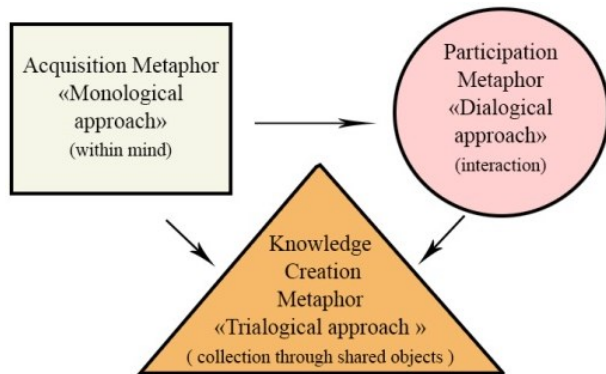 Acquisition Metaphor
«Monological
approach»
(within mind)
Participation
Metaphor
«Dialogical
approach»
(interaction)
Knowledge
Creation
Metaphor
«Trialogical approach »
( collection through shared objects )